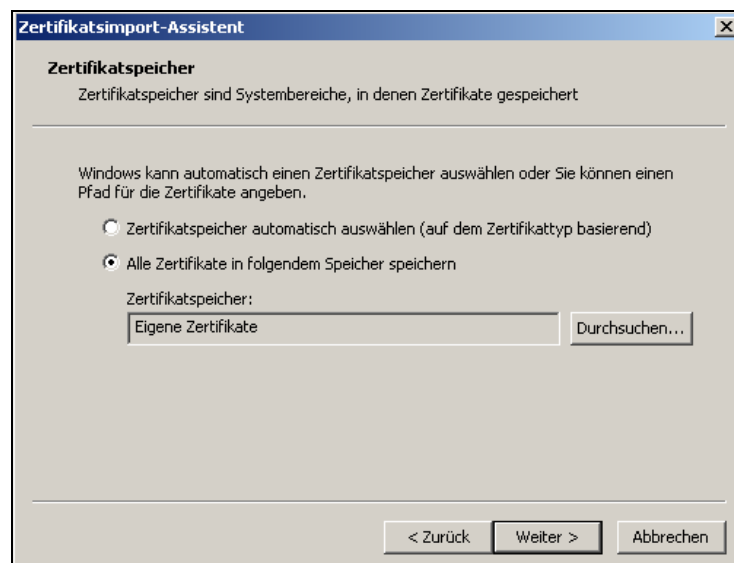 Zertifikatsimport-Assistent
Zertifikatspeicher
Zertifikatspeicher sind Systembereiche, in denen Zertifikate gespeichert
Windows kann automatisch einen Zertifikatspeicher auswählen oder Sie können einen
Pfad für die Zertifikate angeben.
Zertifikatspeicher automatisch auswählen (auf dem Zertifikattyp basierend)
Alle Zertifikate in folgendem Speicher speichern
Zertifikatspeicher:
Eigene Zertifikate
Durchsuchen...
< Zurück
Weiter >
Abbrechen